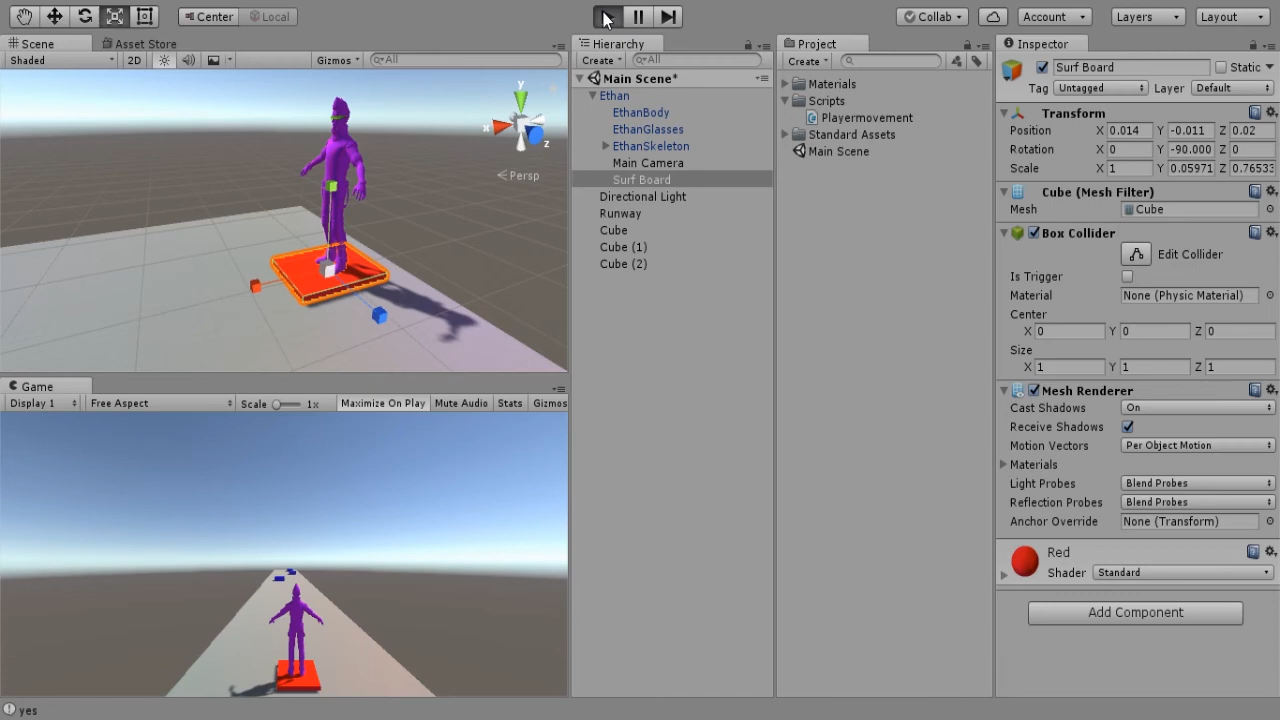 Center Local Collab Account Layers Layout
Scene Asset Store
Shaded 2D Gizmos All
y
x
z
Persp
Game
Display 1 Free Aspect Scale 1x Maximize On Play Mute Audio Stats Gizmos
Hierarchy
Create All
Main Scene*
Ethan
EthanBody
EthanGlasses
EthanSkeleton
Main Camera
Surf Board
Directional Light
Runway
Cube
Cube (1)
Cube (2)
Project
Create
Materials
Scripts
Playermovement
Standard Assets
Main Scene
Inspector
Surf Board Static
Tag Untagged Layer Default
Transform
Position X 0.014 Y -0.011 Z 0.02
Rotation X 0 Y -90.000 Z 0
Scale X 1 Y 0.05971 Z 0.76533
Cube (Mesh Filter)
Mesh Cube
Box Collider
Edit Collider
Is Trigger
Material None (Physic Material)
Center
X 0 Y 0 Z 0
Size
X 1 Y 1 Z 1
Mesh Renderer
Cast Shadows On
Receive Shadows
Motion Vectors Per Object Motion
Materials
Light Probes Blend Probes
Reflection Probes Blend Probes
Anchor Override None (Transform)
Red
Shader Standard
Add Component
yes